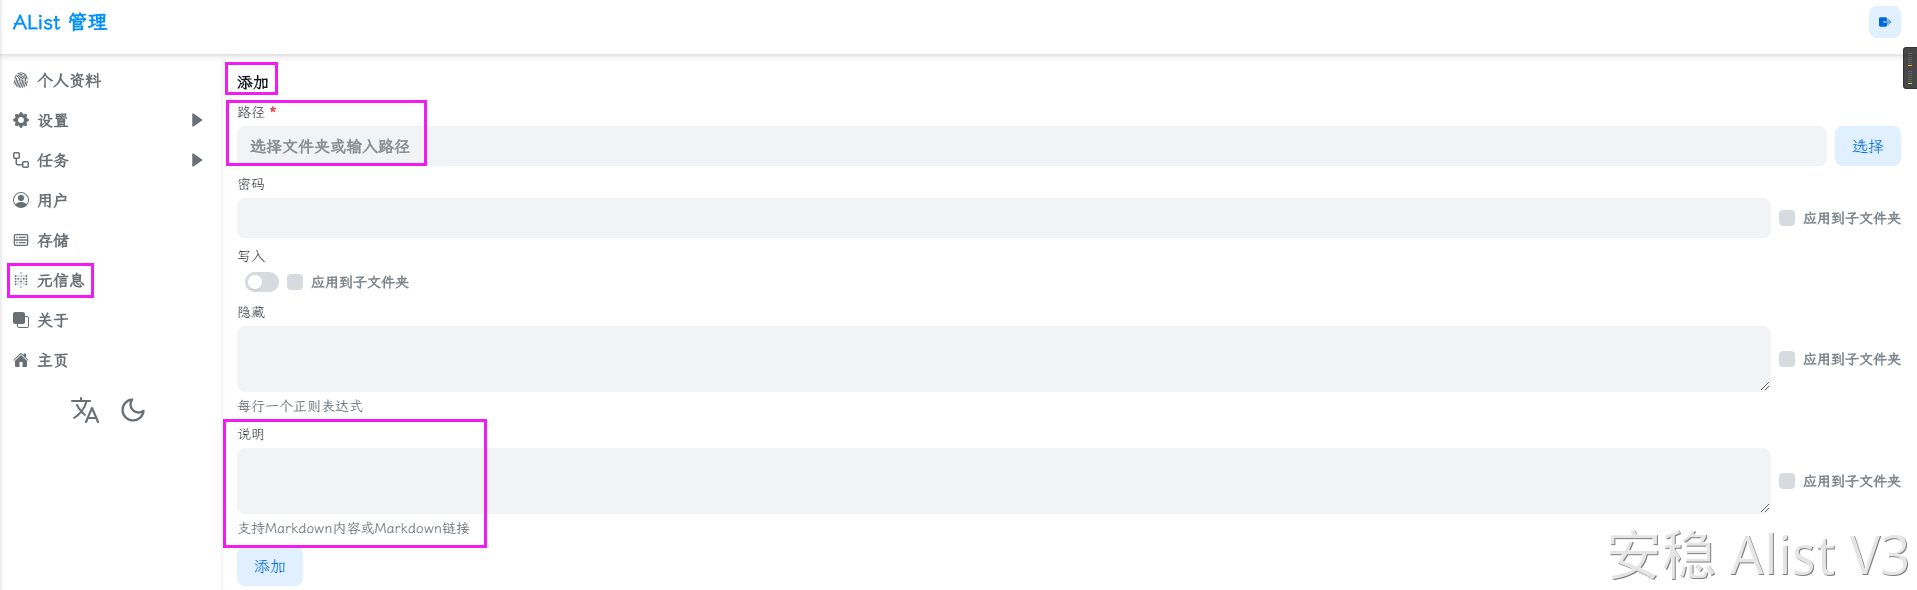 AList 管理
个人资料
设置
任务
用户
存储
元信息
关于
主页
添加
路径 *
选择文件夹或输入路径
选择
密码
应用到子文件夹
写入
应用到子文件夹
隐藏
应用到子文件夹
每行一个正则表达式
说明
应用到子文件夹
支持Markdown内容或Markdown链接
添加
安稳 Alist V3